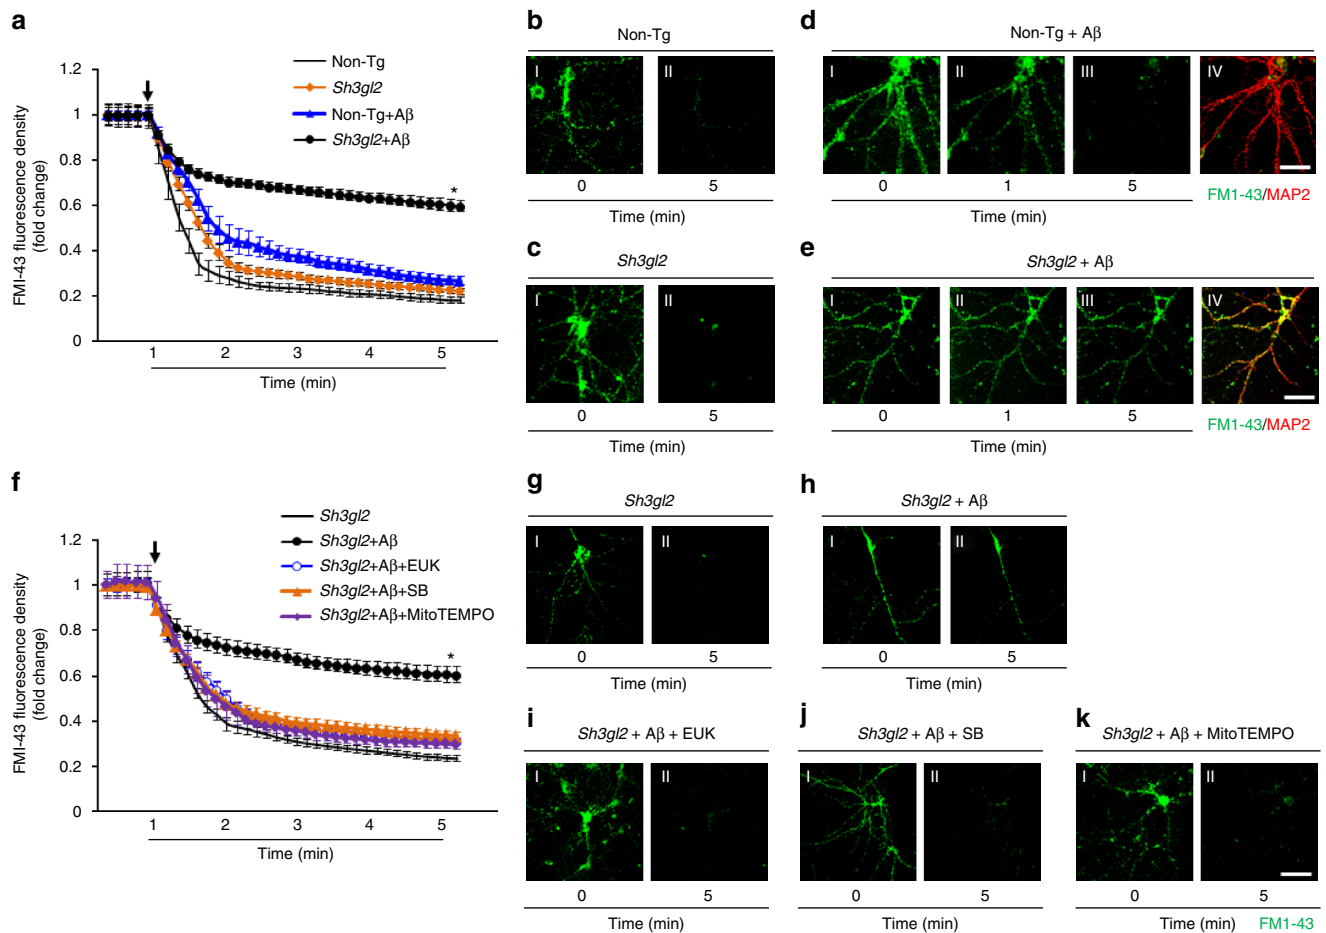 a
FMI-43 fluorescence density
(fold change)
1.2
1
0.8
0.6
0.4
0.2
0
1 2 3 4 5
Time (min)
Non-Tg
Sh3gl2
Non-Tg+Aβ
Sh3gl2+Aβ
*
b
Non-Tg
I II
0 5
Time (min)
c
Sh3gl2
I II
0 5
Time (min)
d
Non-Tg + Aβ
I II III IV
0 1 5 FM1-43/MAP2
Time (min)
e
Sh3gl2 + Aβ
I II III IV
0 1 5 FM1-43/MAP2
Time (min)
f
FMI-43 fluorescence density
(fold change)
1.2
1
0.8
0.6
0.4
0.2
0
1 2 3 4 5
Time (min)
Sh3gl2
Sh3gl2+Aβ
Sh3gl2+Aβ+EUK
Sh3gl2+Aβ+SB
Sh3gl2+Aβ+MitoTEMPO
*
g
Sh3gl2
I II
0 5
Time (min)
h
Sh3gl2 + Aβ
I II
0 5
Time (min)
i
Sh3gl2 + Aβ + EUK
I II
0 5
Time (min)
j
Sh3gl2 + Aβ + SB
I II
0 5
Time (min)
k
Sh3gl2 + Aβ + MitoTEMPO
I II
0 5
Time (min) FM1-43